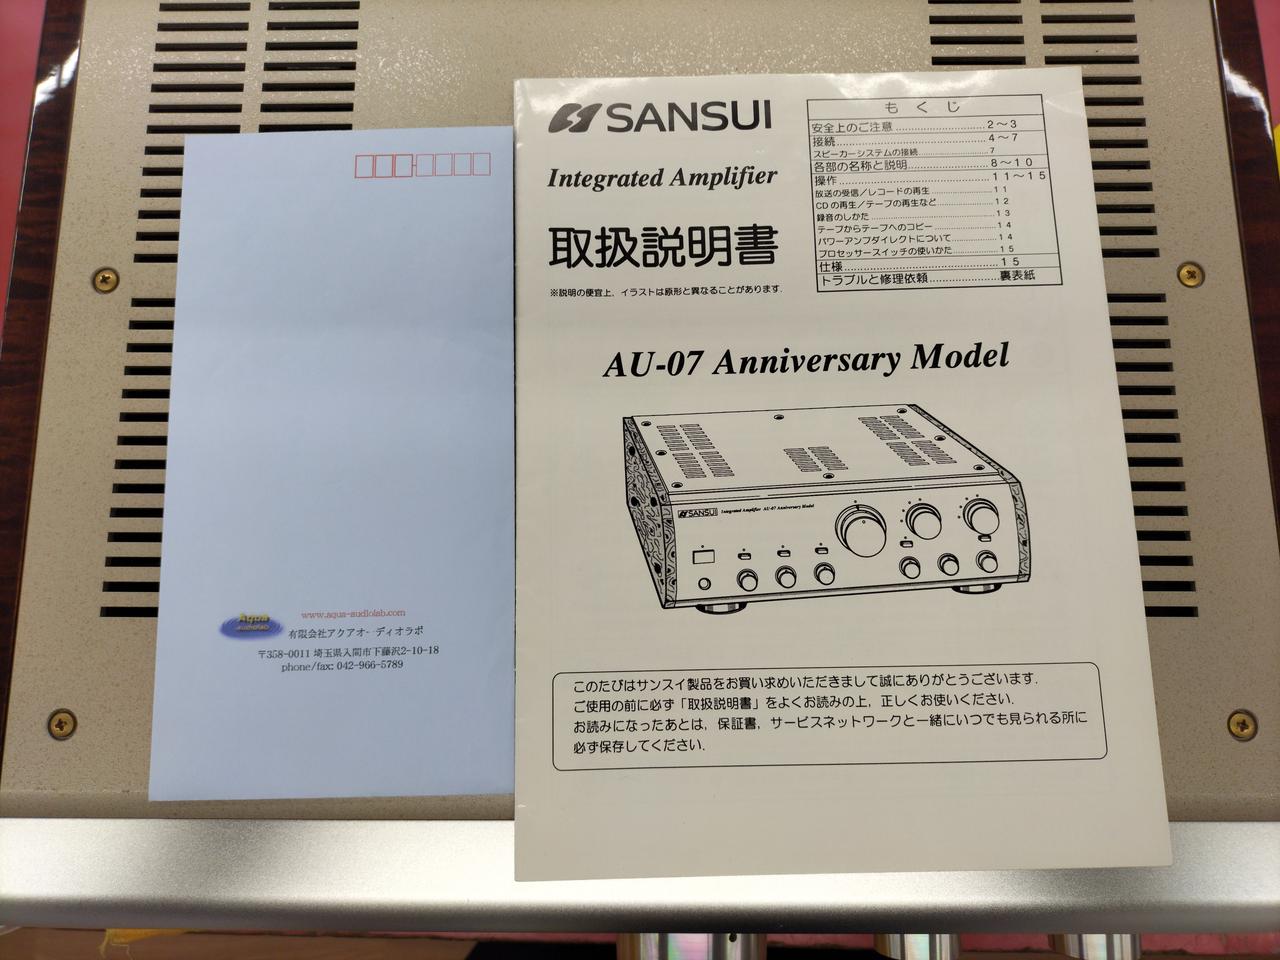 Aqua
audiolab
www.aqua-audiolab.com
有限会社アクアオーディオラボ
〒358-0011 埼玉県入間市下藤沢2-10-18
phone/fax: 042-966-5789
SANSUI
Integrated Amplifier
取扱説明書
※説明の便宜上、イラストは原形と異なることがあります.
もくじ
安全上のご注意 ........................ 2～3
接続 ........................ 4～7
スピーカーシステムの接続 ........................ 7
各部の名称と説明 ........................ 8～10
操作 ........................ 11～15
放送の受信／レコードの再生 ........................ 11
CDの再生／テープの再生など ........................ 12
録音のしかた ........................ 13
テープからテープへのコピー ........................ 14
パワーアンプダイレクトについて ........................ 14
プロセッサースイッチの使いかた ........................ 15
仕様 ........................ 15
トラブルと修理依頼 ........................ 裏表紙
AU-07 Anniversary Model
SANSUI Integrated Amplifier AU-07 Anniversary Model
このたびはサンスイ製品をお買い求めいただきまして誠にありがとうございます.
ご使用の前に必ず「取扱説明書」をよくお読みの上，正しくお使いください.
お読みになったあとは，保証書，サービスネットワークと一緒にいつでも見られる所に
必ず保存してください.